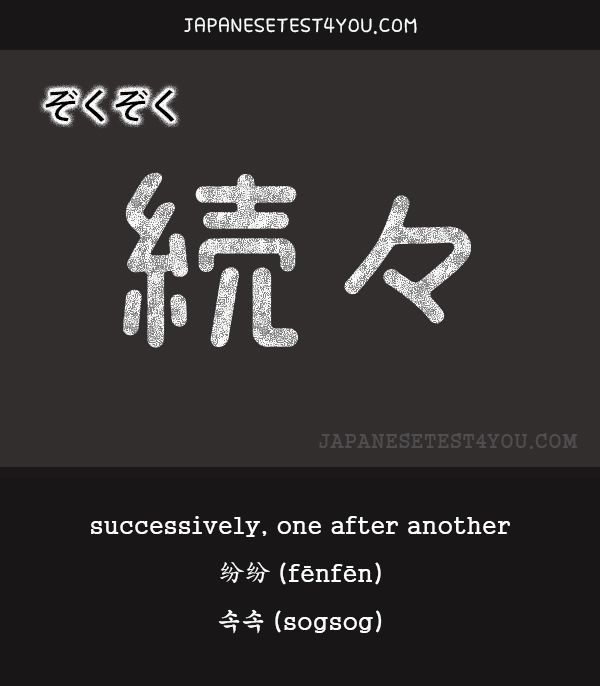 JAPANESETEST4YOU.COM
ぞくぞく
続々
JAPANESETEST4YOU.COM
successively, one after another
纷纷 (fēnfēn)
속속 (sogsog)